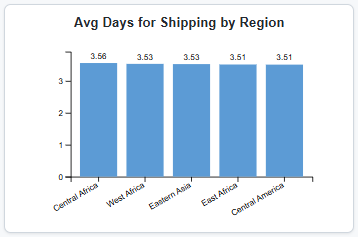 Avg Days for Shipping by Region
3.56 3.53 3.53 3.51 3.51
3
2
1
0
Central Africa West Africa Eastern Asia East Africa Central America